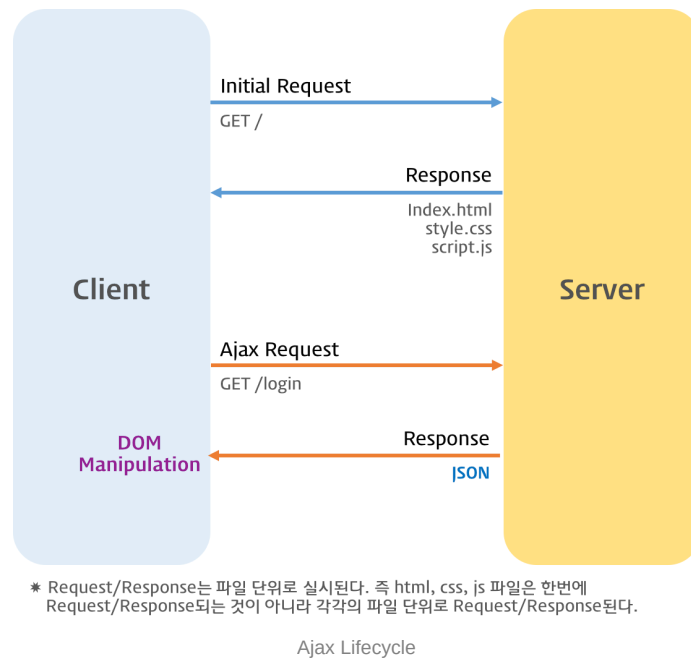 Initial Request
GET /
Response
Index.html
style.css
script.js
Client
Server
Ajax Request
GET /login
Response
DOM
Manipulation
JSON
✷ Request/Response는 파일 단위로 실시된다. 즉 html, css, js 파일은 한번에
Request/Response되는 것이 아니라 각각의 파일 단위로 Request/Response된다.
Ajax Lifecycle